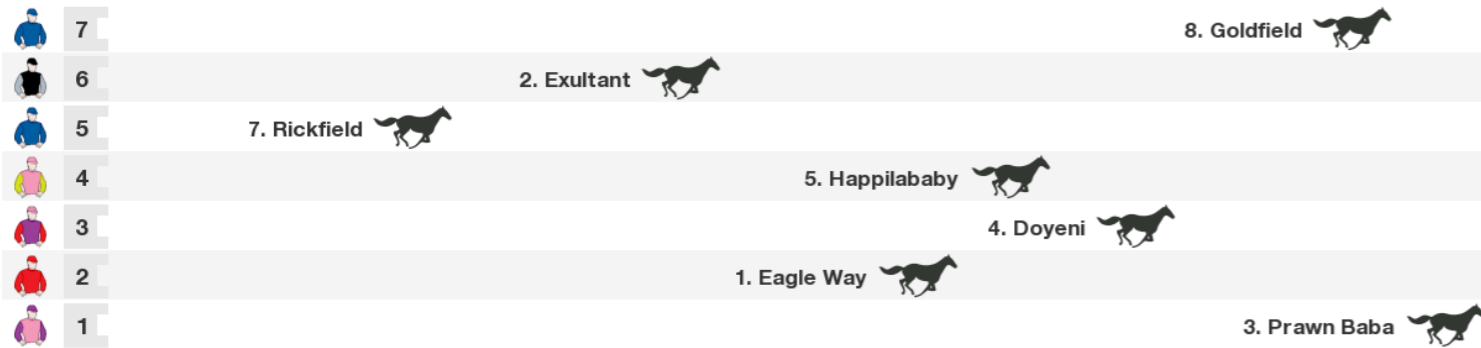 7 8. Goldfield
6 2. Exultant
5 7. Rickfield
4 5. Happilababy
3 4. Doyeni
2 1. Eagle Way
1 3. Prawn Baba